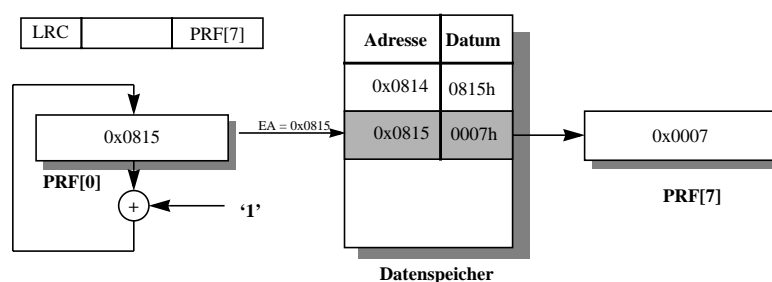 LRC PRF[7]
Adresse Datum
0x0814 0815h
0x0815
EA = 0x0815
0x0815 0007h
0x0007
PRF[0]
PRF[7]
+
‘1’
Datenspeicher